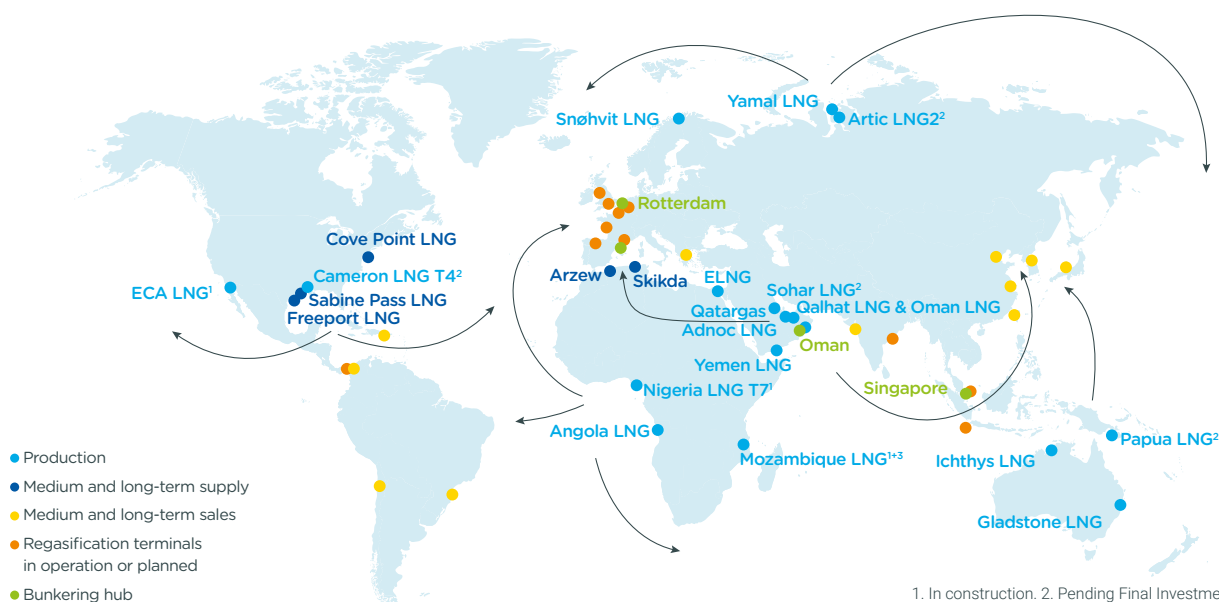 Yamal LNG
Snøhvit LNG
Artic LNG2²
Rotterdam
Cove Point LNG
Cameron LNG T4²
ECA LNG¹
Sabine Pass LNG
Freeport LNG
Arzew
Skikda
ELNG
Sohar LNG²
Qatargas
Qalhat LNG & Oman LNG
Adnoc LNG
Oman
Yemen LNG
Nigeria LNG T7¹
Singapore
Angola LNG
Mozambique LNG¹⁺³
Papua LNG²
Ichthys LNG
Gladstone LNG
Production
Medium and long-term supply
Medium and long-term sales
Regasification terminals
in operation or planned
Bunkering hub
1. In construction. 2. Pending Final Investme